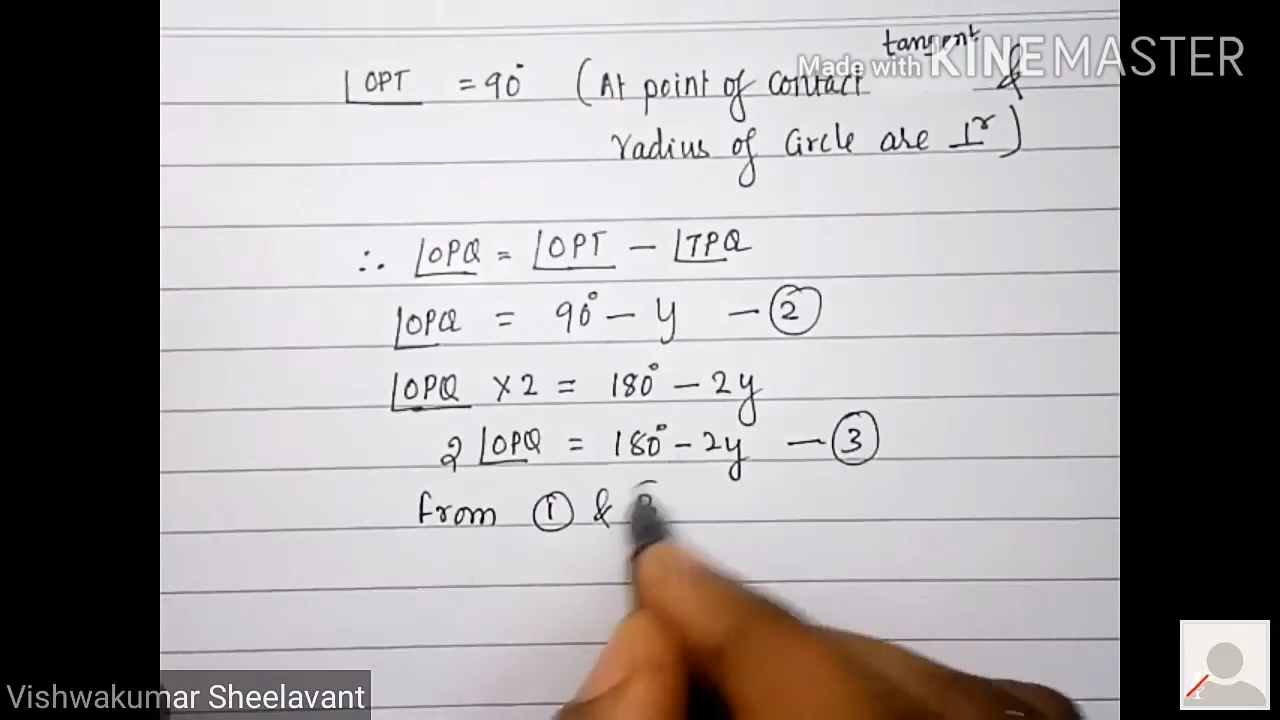 tangent
Made with KINEMASTER
∠OPT = 90° (At point of contact &
radius of circle are ⊥r)
∴ ∠OPQ = ∠OPT – ∠TPQ
∠OPQ = 90° – y — ②
∠OPQ × 2 = 180° – 2y
2 ∠OPQ = 180° – 2y — ③
from ① &
Vishwakumar Sheelavant